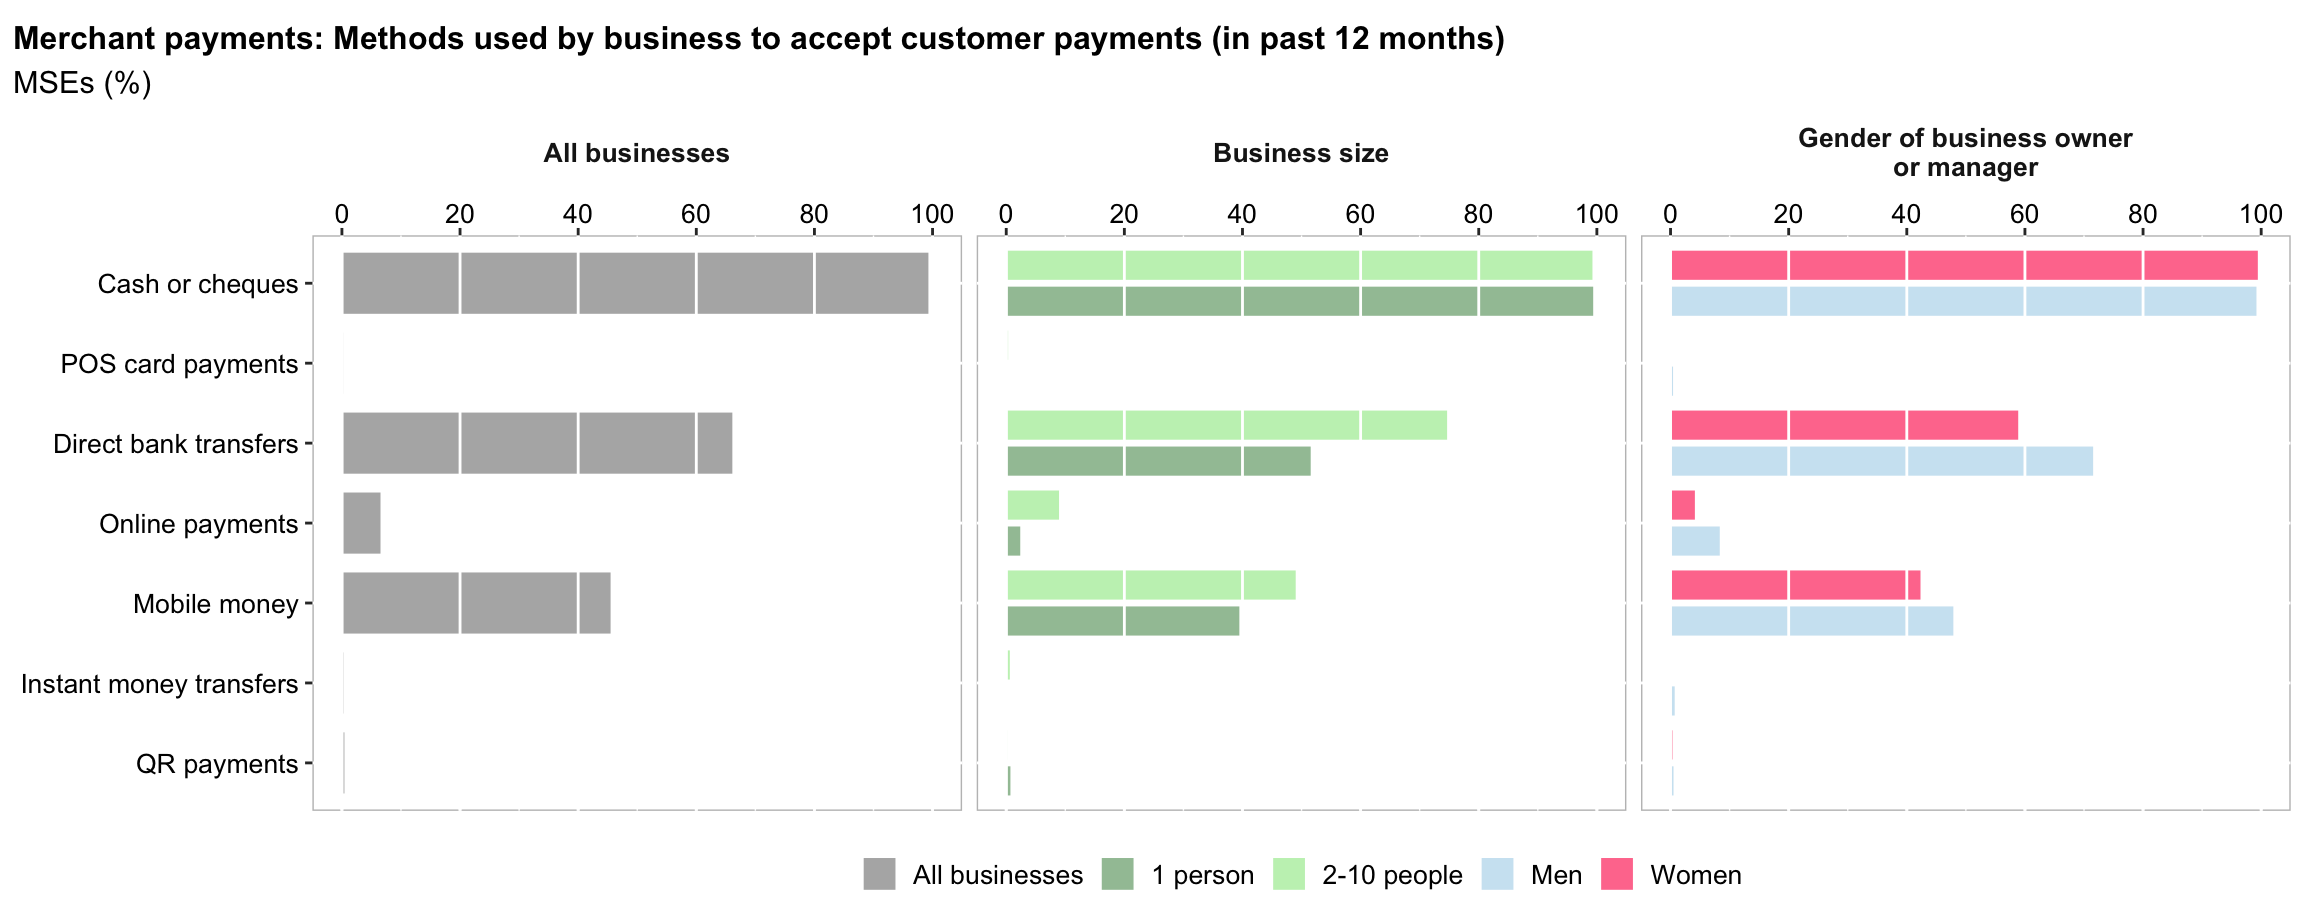 Merchant payments: Methods used by business to accept customer payments (in past 12 months)
MSEs (%)
All businesses
Business size
Gender of business owner
or manager
0 20 40 60 80 100
0 20 40 60 80 100
0 20 40 60 80 100
Cash or cheques
POS card payments
Direct bank transfers
Online payments
Mobile money
Instant money transfers
QR payments
All businesses 1 person 2-10 people Men Women